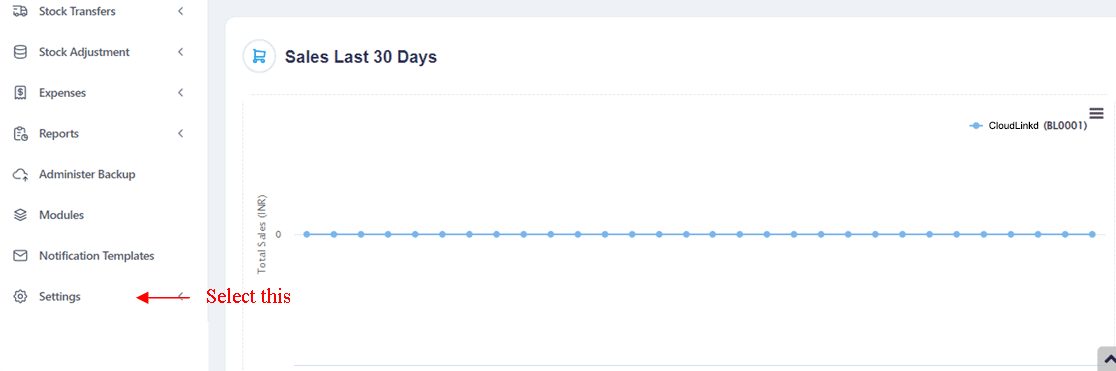 Stock Transfers
Stock Adjustment
Expenses
Reports
Administer Backup
Modules
Notification Templates
Settings
Select this
Sales Last 30 Days
CloudLinkd (BL0001)
Total Sales (INR)
0